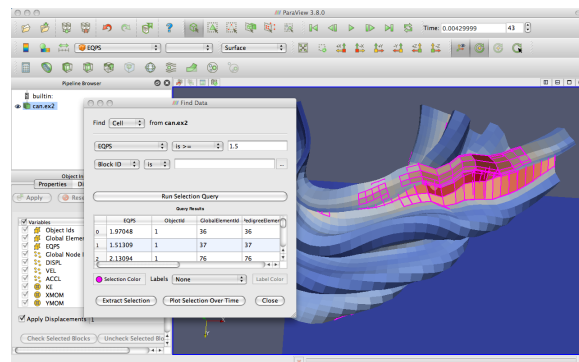 ParaView 3.8.0
Time: 0.00429999 43
EQPS Surface
Pipeline Browser
builtin:
can.ex2
Find Data
Find Cell from can.ex2
EQPS is >= 1.5
Block ID is ...
Run Selection Query
Query Results
EQPS ObjectId GlobalElementId
0 1.97048 1 36 36
1 1.51309 1 37 37
2 2.13094 1 76 76
Selection Color Labels None Label Color
Extract Selection Plot Selection Over Time Close
Properties
Apply
Variables
Object Ids
Global Elemen
EQPS
Global Node I
DISPL
VEL
ACCL
KE
XMOM
YMOM
Apply Displacements 1
Check Selected Blocks Uncheck Selected Blo